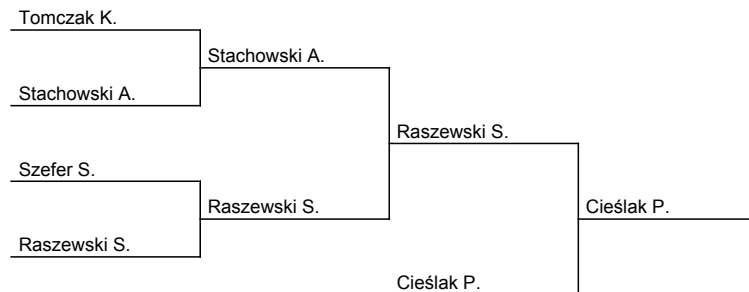 Tomczak K.
Stachowski A.
Stachowski A.
Raszewski S.
Szefer S.
Raszewski S.
Cieślak P.
Raszewski S.
Cieślak P.